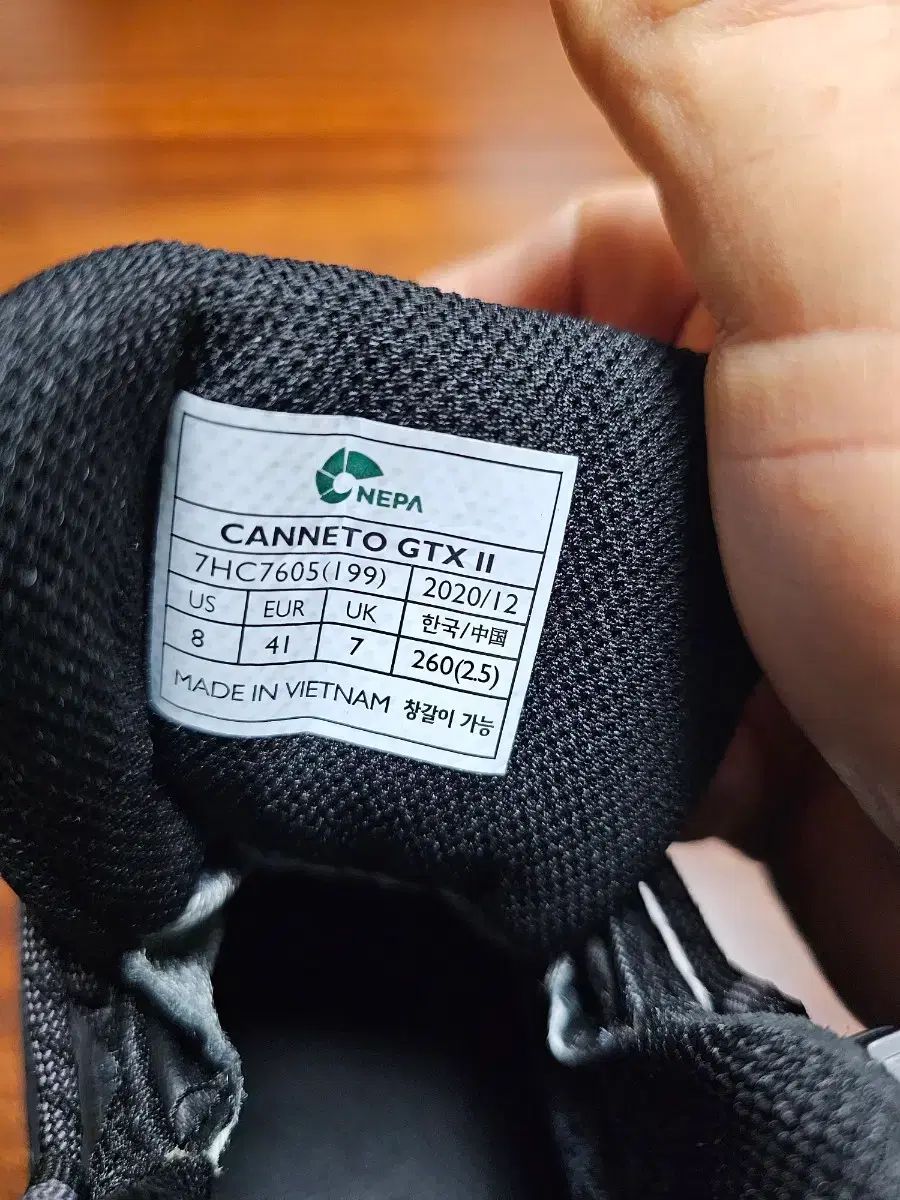 NEPA
CANNETO GTX II
7HC7605(199) 2020/12
US EUR UK 한국/中国
8 41 7 260(2.5)
MADE IN VIETNAM 창갈이 가능